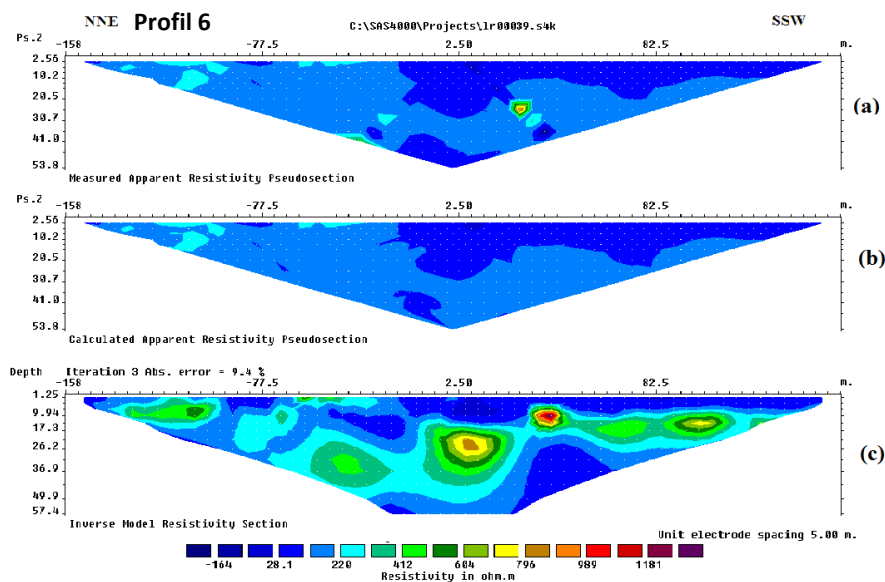 NNE Profil 6 C:\SAS4000\Projects\lr00039.s4k SSW
Ps.Z -158 -77.5 2.50 82.5 m.
2.56
10.2
20.5
30.7
41.0
53.8
(a)
Measured Apparent Resistivity Pseudosection
Ps.Z -158 -77.5 2.50 82.5 m.
2.56
10.2
20.5
30.7
41.0
53.8
(b)
Calculated Apparent Resistivity Pseudosection
Depth Iteration 3 Abs. error = 9.4 %
-158 -77.5 2.50 82.5 m.
1.25
9.94
17.3
26.2
36.9
49.9
57.4
(c)
Inverse Model Resistivity Section
Unit electrode spacing 5.00 m.
-164 28.1 220 412 604 796 989 1181
Resistivity in ohm.m